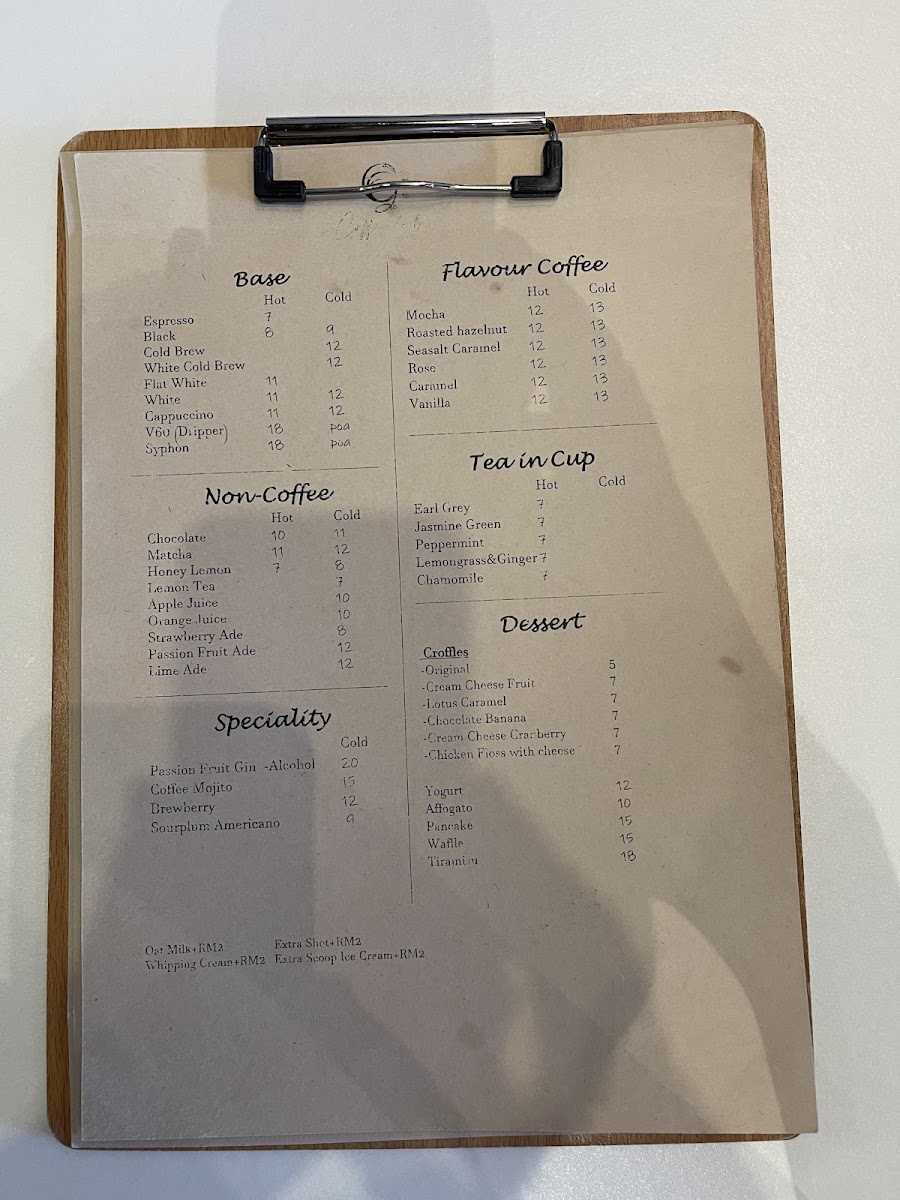 Base
Hot Cold
Espresso 7
Black 8 9
Cold Brew 12
White Cold Brew 12
Flat White 11
White 11 12
Cappuccino 11 12
V60 (Dripper) 18 poa
Syphon 18 poa
Non-Coffee
Hot Cold
Chocolate 10 11
Matcha 11 12
Honey Lemon 7 8
Lemon Tea 7
Apple Juice 10
Orange Juice 10
Strawberry Ade 8
Passion Fruit Ade 12
Lime Ade 12
Speciality
Cold
Passion Fruit Gin -Alcohol 20
Coffee Mojito 15
Brewberry 12
Sourplum Americano 9
Flavour Coffee
Hot Cold
Mocha 12 13
Roasted hazelnut 12 13
Seasalt Caramel 12 13
Rose 12 13
Caramel 12 13
Vanilla 12 13
Tea in Cup
Hot Cold
Earl Grey 7
Jasmine Green 7
Peppermint 7
Lemongrass&Ginger 7
Chamomile 7
Dessert
Croffles
-Original 5
-Cream Cheese Fruit 7
-Lotus Caramel 7
-Chocolate Banana 7
-Cream Cheese Cranberry 7
-Chicken Floss with cheese 7
Yogurt 12
Affogato 10
Pancake 15
Waffle 15
Tiramisu 18
Oat Milk+RM2 Extra Shot+RM2
Whipping Cream+RM2 Extra Scoop Ice Cream+RM2